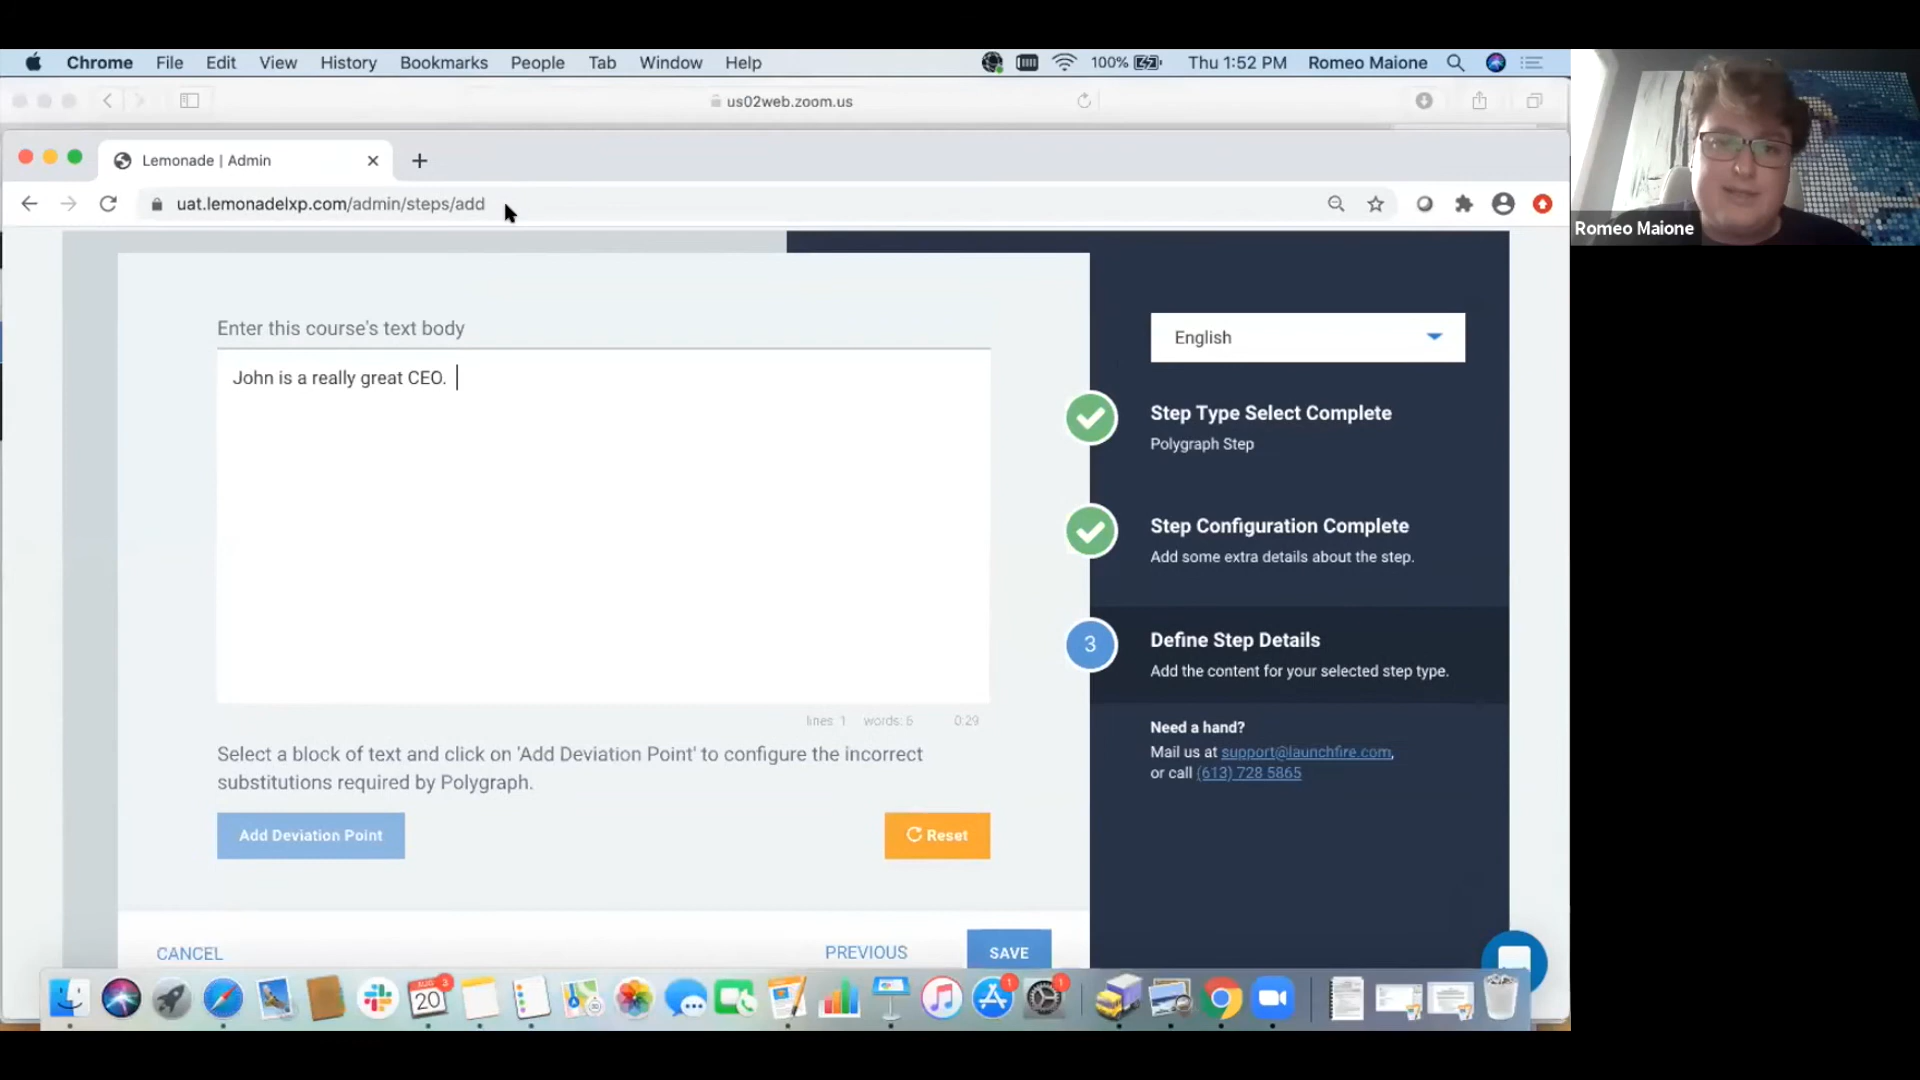 Chrome File Edit View History Bookmarks People Tab Window Help 100% Thu 1:52 PM Romeo Maione
us02web.zoom.us
Lemonade | Admin
uat.lemonadelxp.com/admin/steps/add
Romeo Maione
Enter this course's text body
John is a really great CEO.
lines: 1 words: 6 0:29
Select a block of text and click on 'Add Deviation Point' to configure the incorrect
substitutions required by Polygraph.
Add Deviation Point
Reset
CANCEL
PREVIOUS
SAVE
English
Step Type Select Complete
Polygraph Step
Step Configuration Complete
Add some extra details about the step.
3
Define Step Details
Add the content for your selected step type.
Need a hand?
Mail us at support@launchfire.com,
or call (613) 728 5865
AUG 3
20
1
1